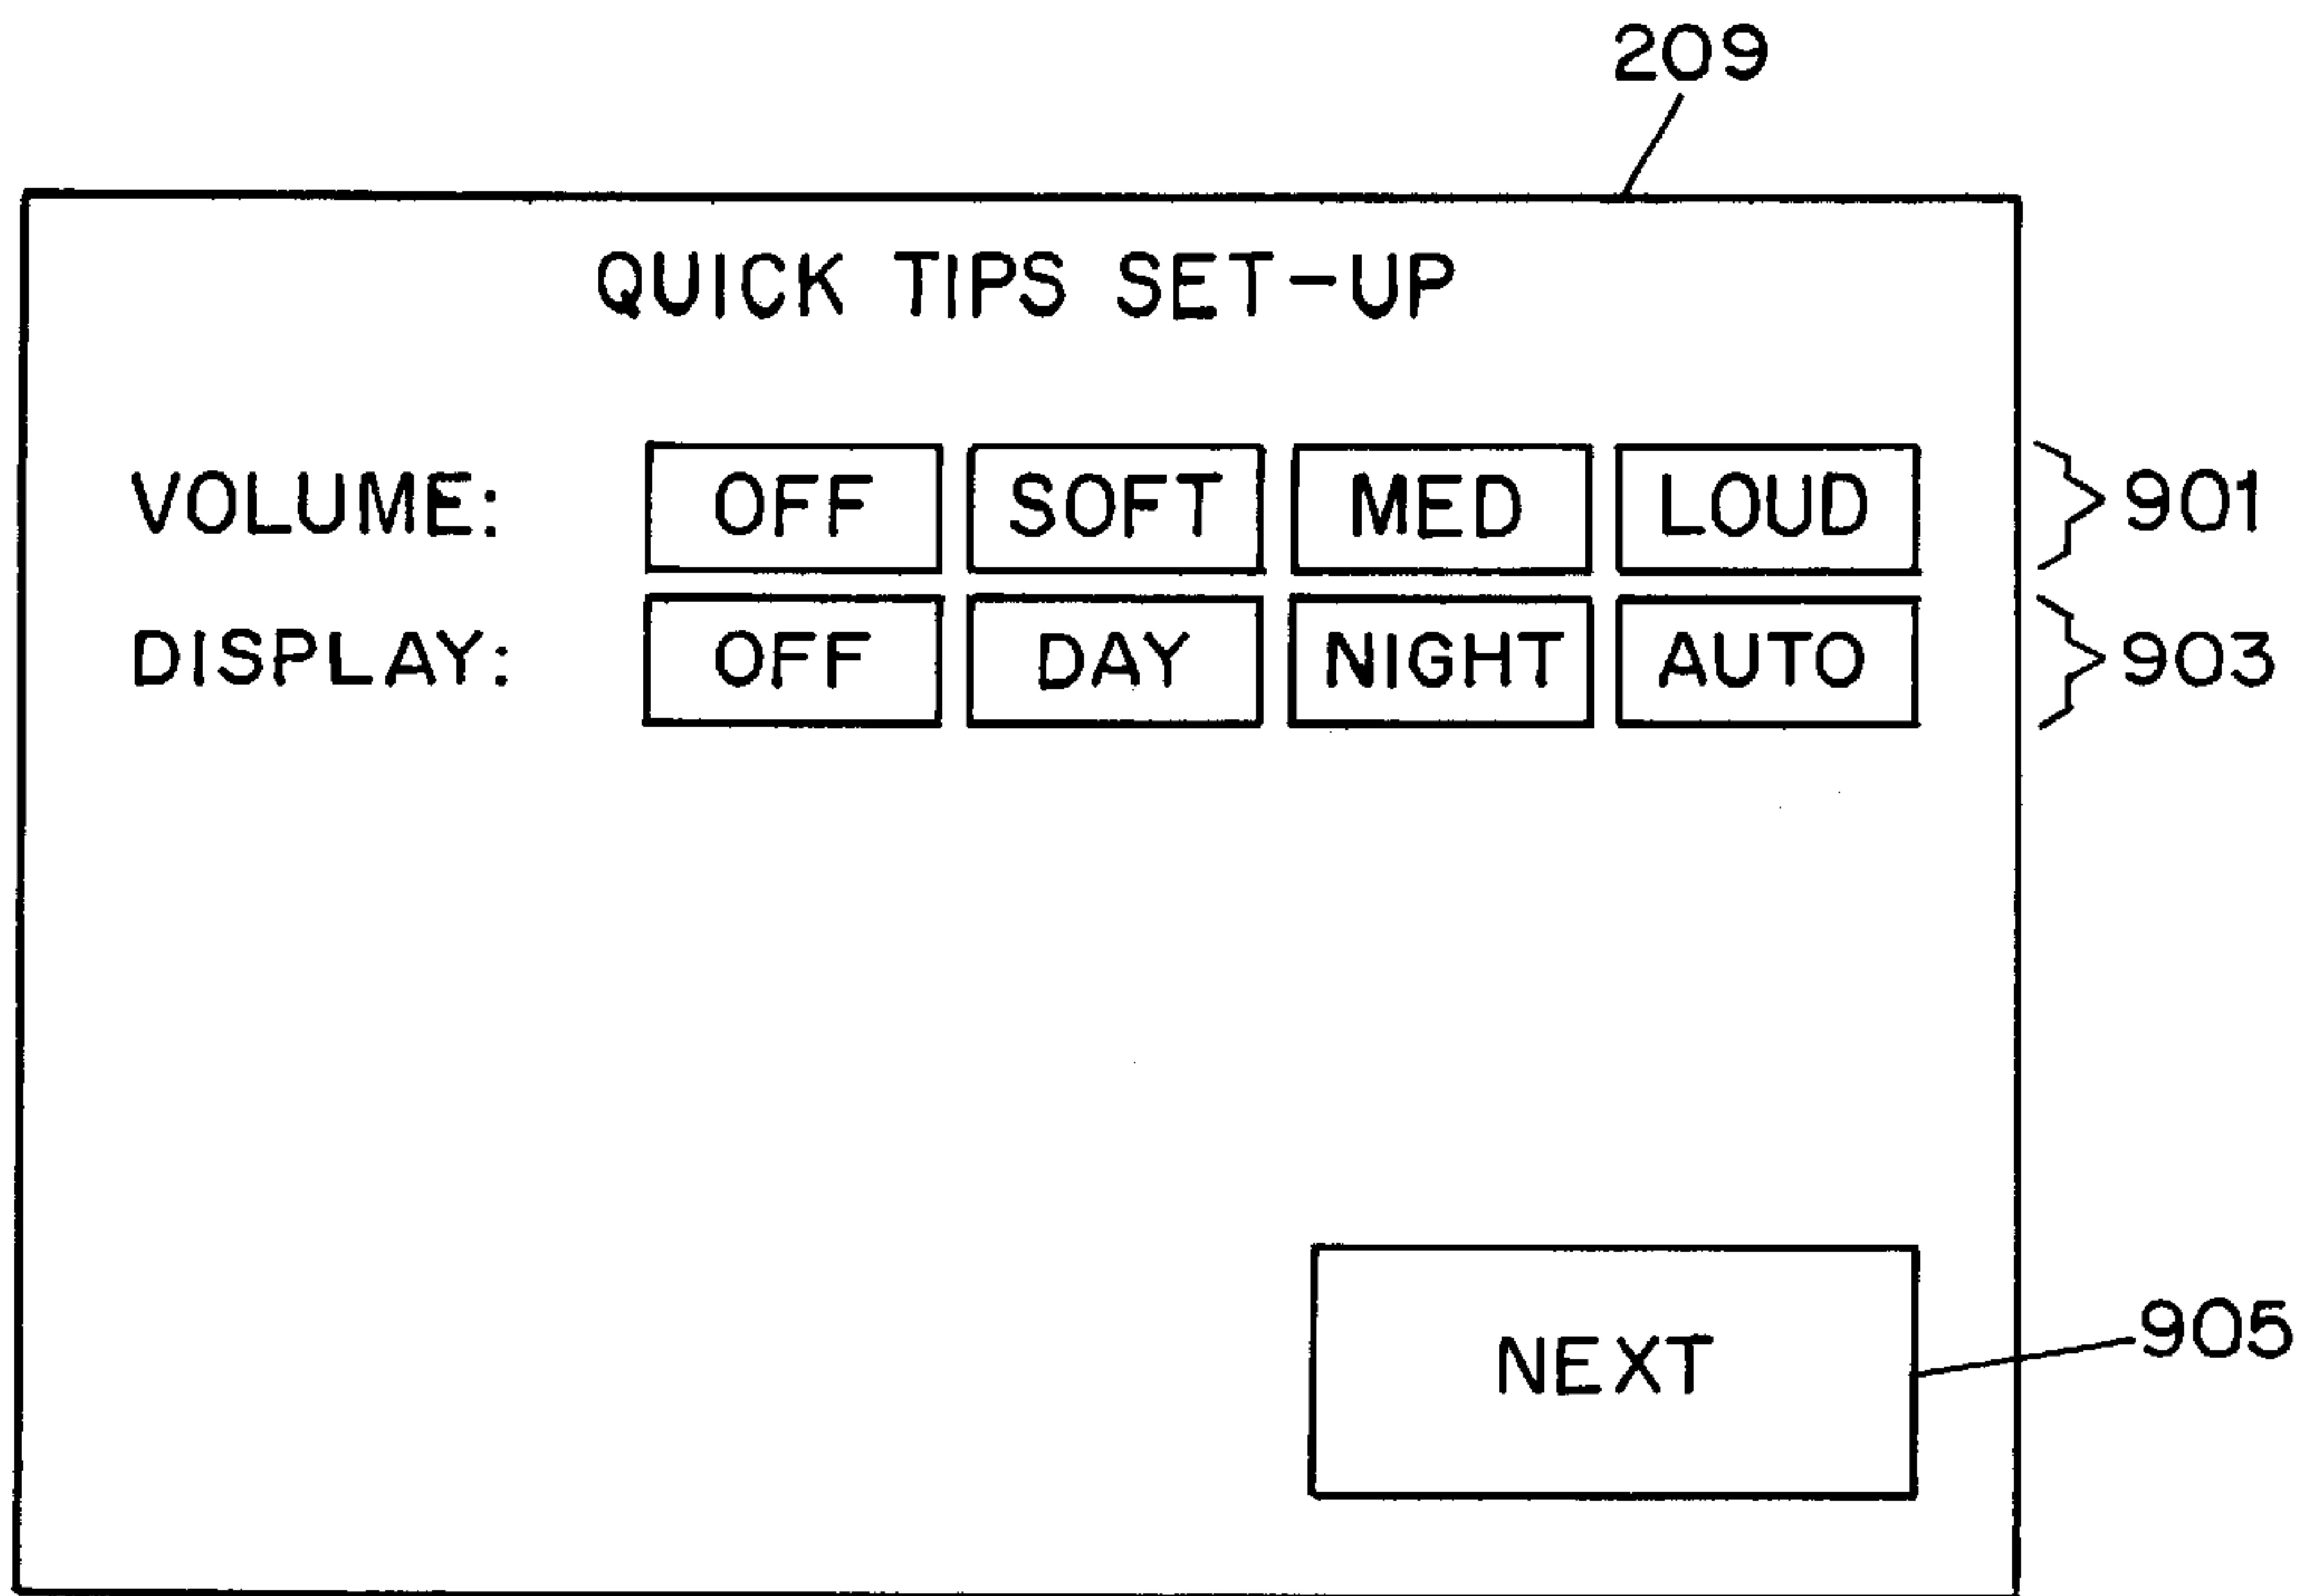 209
QUICK TIPS SET-UP
VOLUME: OFF SOFT MED LOUD 901
DISPLAY: OFF DAY NIGHT AUTO 903
NEXT 905